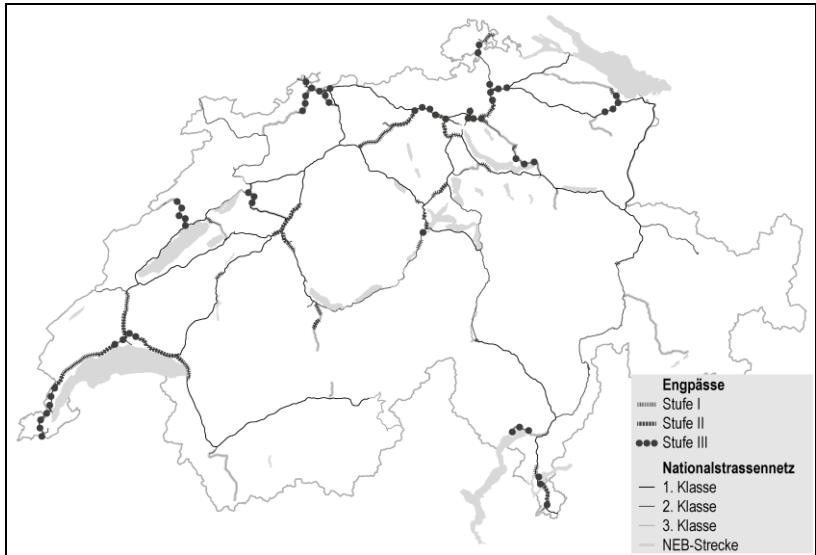 Engpässe
Stufe I
Stufe II
Stufe III
Nationalstrassennetz
1. Klasse
2. Klasse
3. Klasse
NEB-Strecke